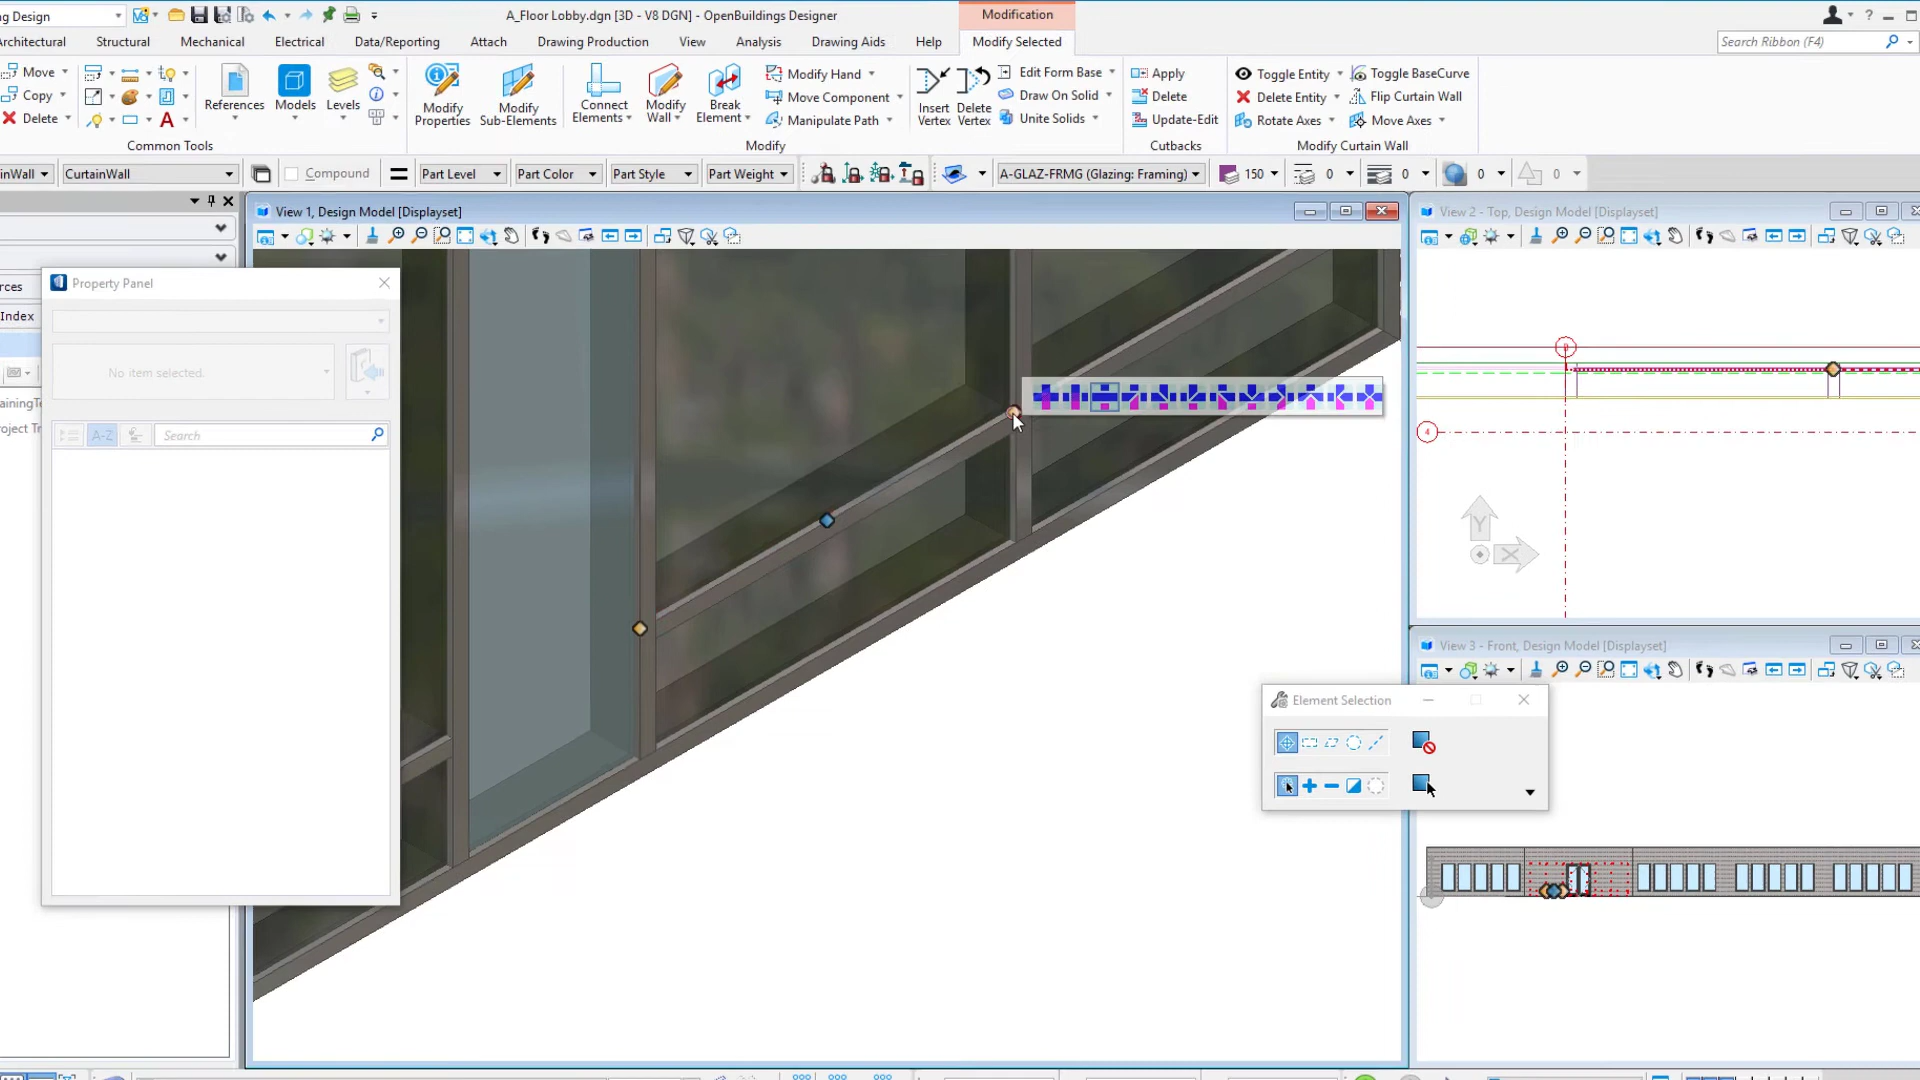 ng Design
A_Floor Lobby.dgn [3D - V8 DGN] - OpenBuildings Designer
Modification
rchitectural
Structural
Mechanical
Electrical
Data/Reporting
Attach
Drawing Production
View
Analysis
Drawing Aids
Help
Modify Selected
Search Ribbon (F4)
Move
Copy
Delete
References
Models
Levels
Modify Properties
Modify Sub-Elements
Connect Elements
Modify Wall
Break Element
Modify Hand
Move Component
Manipulate Path
Insert Vertex
Delete Vertex
Edit Form Base
Draw On Solid
Unite Solids
Apply
Delete
Update-Edit
Toggle Entity
Delete Entity
Rotate Axes
Toggle BaseCurve
Flip Curtain Wall
Move Axes
Common Tools
Modify
Cutbacks
Modify Curtain Wall
inWall
CurtainWall
Compound
Part Level
Part Color
Part Style
Part Weight
A-GLAZ-FRMG (Glazing: Framing)
150
0
0
0
0
View 1, Design Model [Displayset]
View 2 - Top, Design Model [Displayset]
rces
Index
ainingTe
roject Tr
Property Panel
No item selected.
A-Z
Search
4
Y
X
View 3 - Front, Design Model [Displayset]
Element Selection